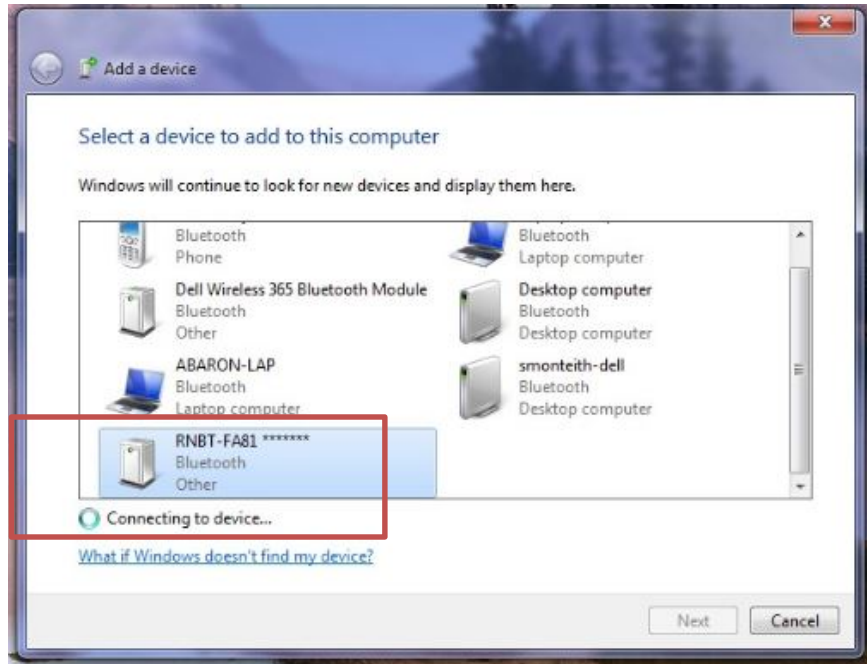 Add a device
Select a device to add to this computer
Windows will continue to look for new devices and display them here.
Bluetooth
Phone
Bluetooth
Laptop computer
Dell Wireless 365 Bluetooth Module
Bluetooth
Other
Desktop computer
Bluetooth
Desktop computer
ABARON-LAP
Bluetooth
Laptop computer
smonteith-dell
Bluetooth
Desktop computer
RNBT-FA81 *******
Bluetooth
Other
Connecting to device...
What if Windows doesn't find my device?
Next
Cancel